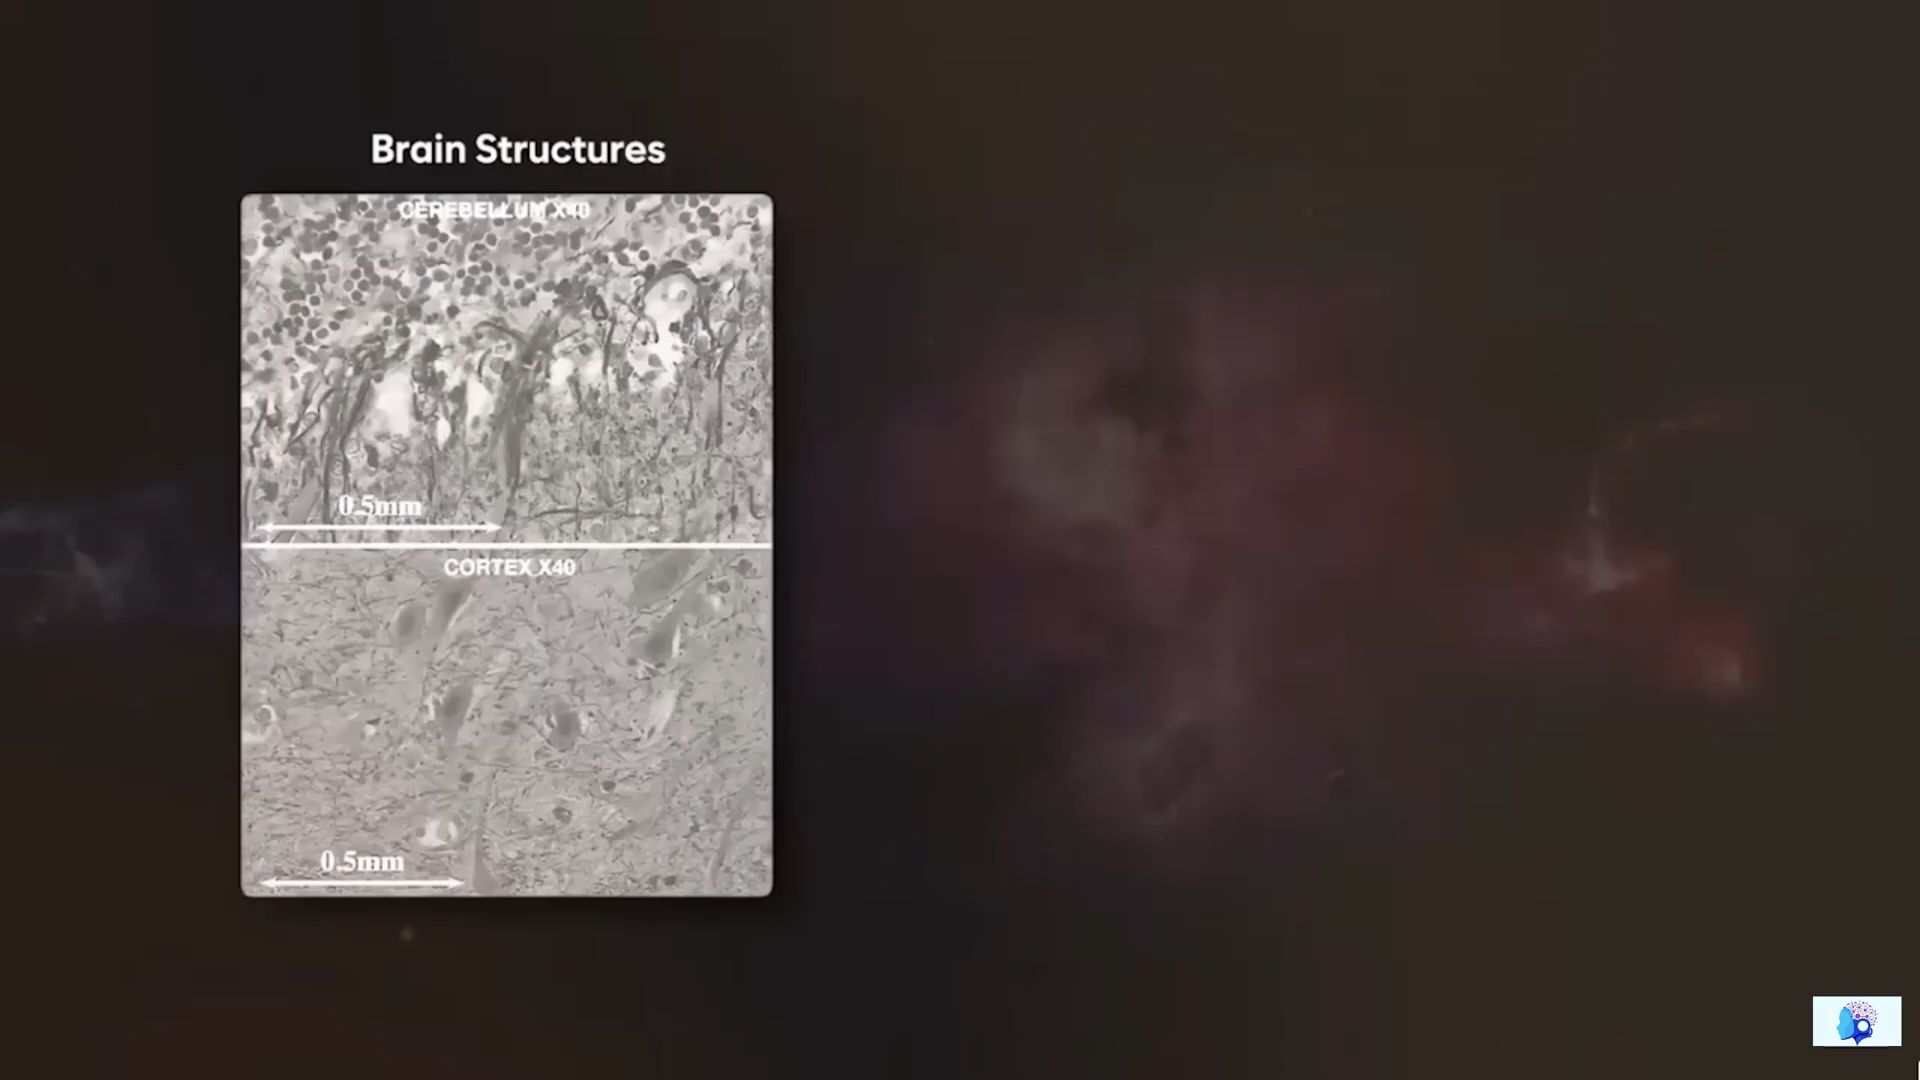 Brain Structures
CEREBELLUM X40
0.5mm
CORTEX X40
0.5mm